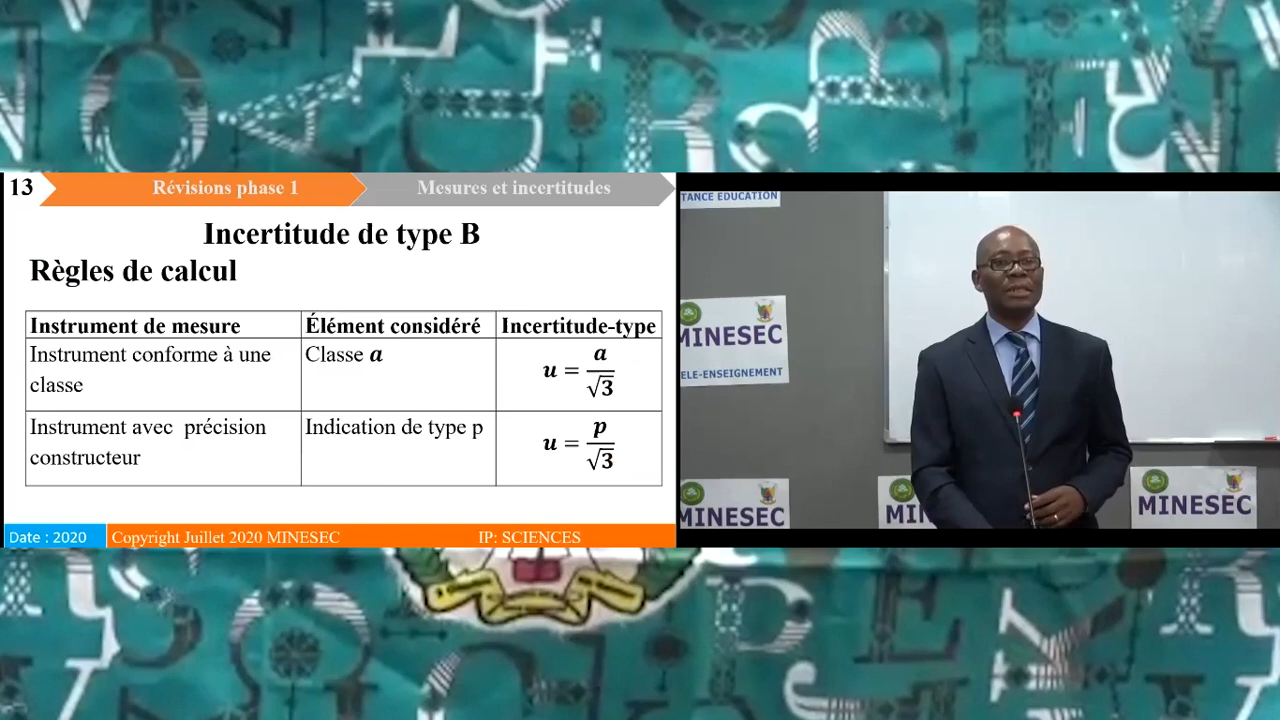 13
Révisions phase 1
Mesures et incertitudes
Incertitude de type B
Règles de calcul
Instrument de mesure
Élément considéré
Incertitude-type
Instrument conforme à une
classe
Classe a
u = a/√3
Instrument avec précision
constructeur
Indication de type p
u = p/√3
Date : 2020
Copyright Juillet 2020 MINESEC
IP: SCIENCES
TANCE EDUCATION
MINESEC
ELE-ENSEIGNEMENT
MINESEC
MIN
MINESEC